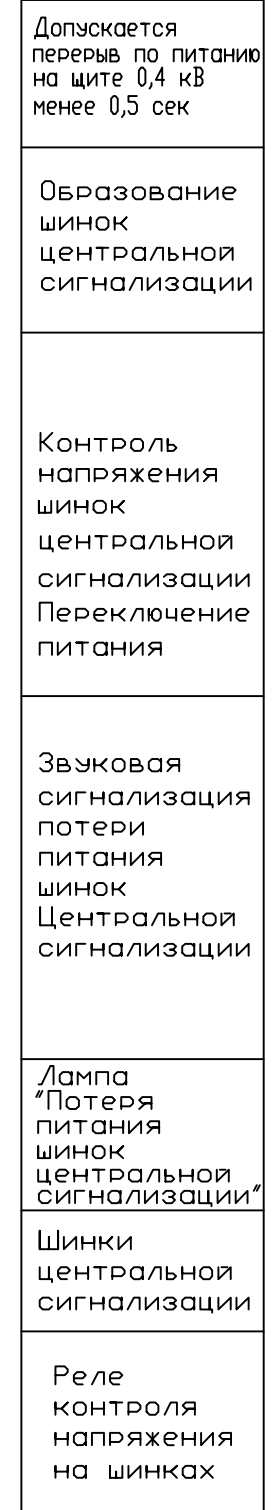 Допускается
перерыв по питанию
на щите 0,4 кВ
менее 0,5 сек
Образование
шинок
центральной
сигнализации
Контроль
напряжения
шинок
центральной
сигнализации
Переключение
питания
Звуковая
сигнализация
потери
питания
шинок
Центральной
сигнализации
Лампа
"Потеря
питания
шинок
центральной
сигнализации"
Шинки
центральной
сигнализации
Реле
контроля
напряжения
на шинках